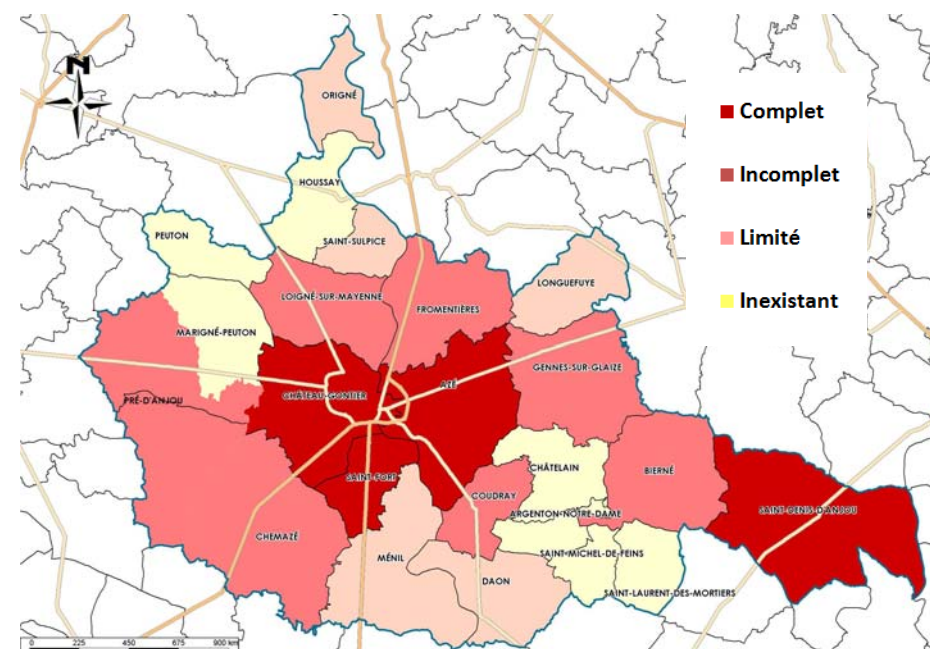 N
ORIGNÉ
Complet
Incomplet
Limité
Inexistant
HOUSSAY
PEUTON
SAINT-SULPICE
LONGUEFUYE
LOIGNÉ-SUR-MAYENNE
FROMENTIÈRES
MARIGNÉ-PEUTON
GENNES-SUR-GLAIZE
AZÉ
CHÂTEAU-GONTIER
PRÉ-D'ANJOU
CHÂTELAIN
BIERNÉ
SAINT-FORT
COUDRAY
ARGENTON-NOTRE-DAME
SAINT-DENIS-D'ANJOU
CHEMAZÉ
MÉNIL
SAINT-MICHEL-DE-FEINS
DAON
SAINT-LAURENT-DES-MORTIERS
0 225 450 675 900 km